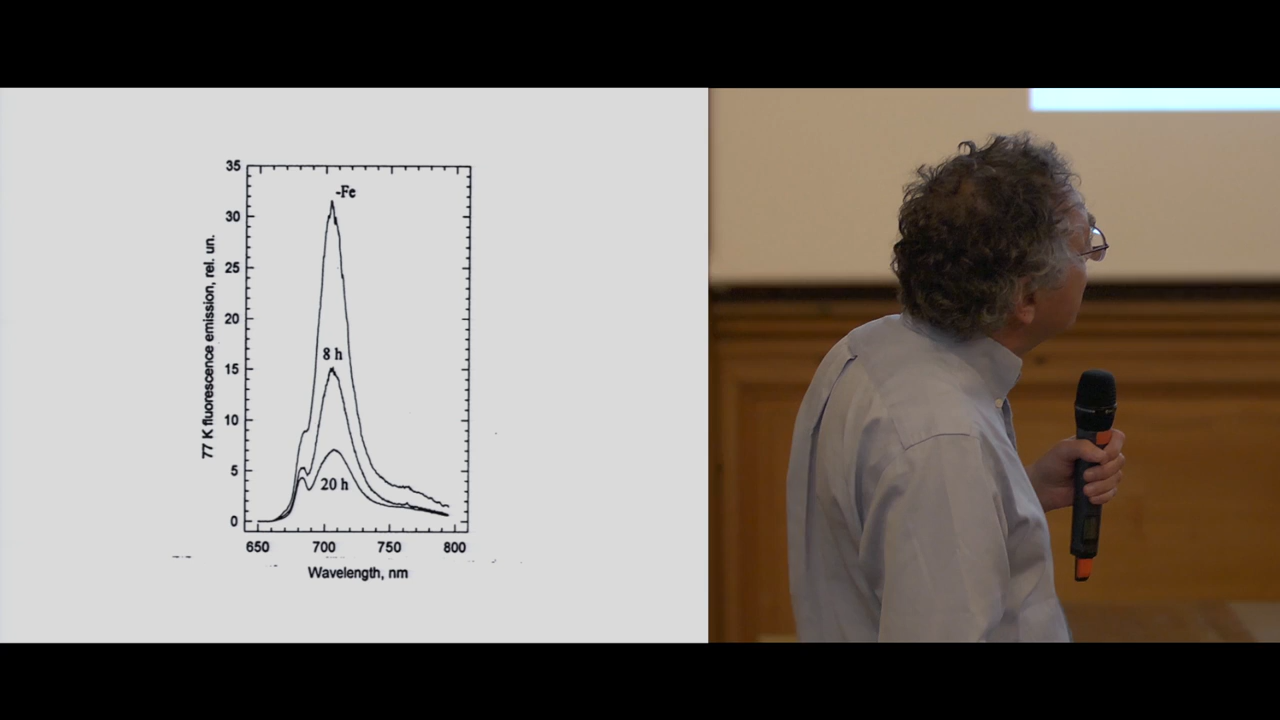 35
-Fe
30
25
20
8 h
15
10
5
20 h
0
77 K fluorescence emission, rel. un.
650 700 750 800
Wavelength, nm